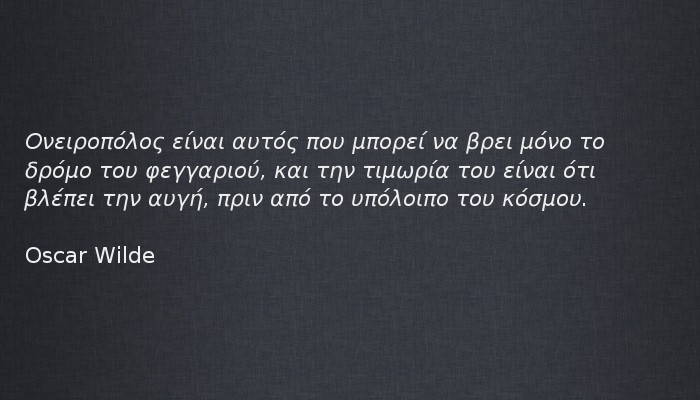 Ονειροπόλος είναι αυτός που μπορεί να βρει μόνο το
δρόμο του φεγγαριού, και την τιμωρία του είναι ότι
βλέπει την αυγή, πριν από το υπόλοιπο του κόσμου.
Oscar Wilde